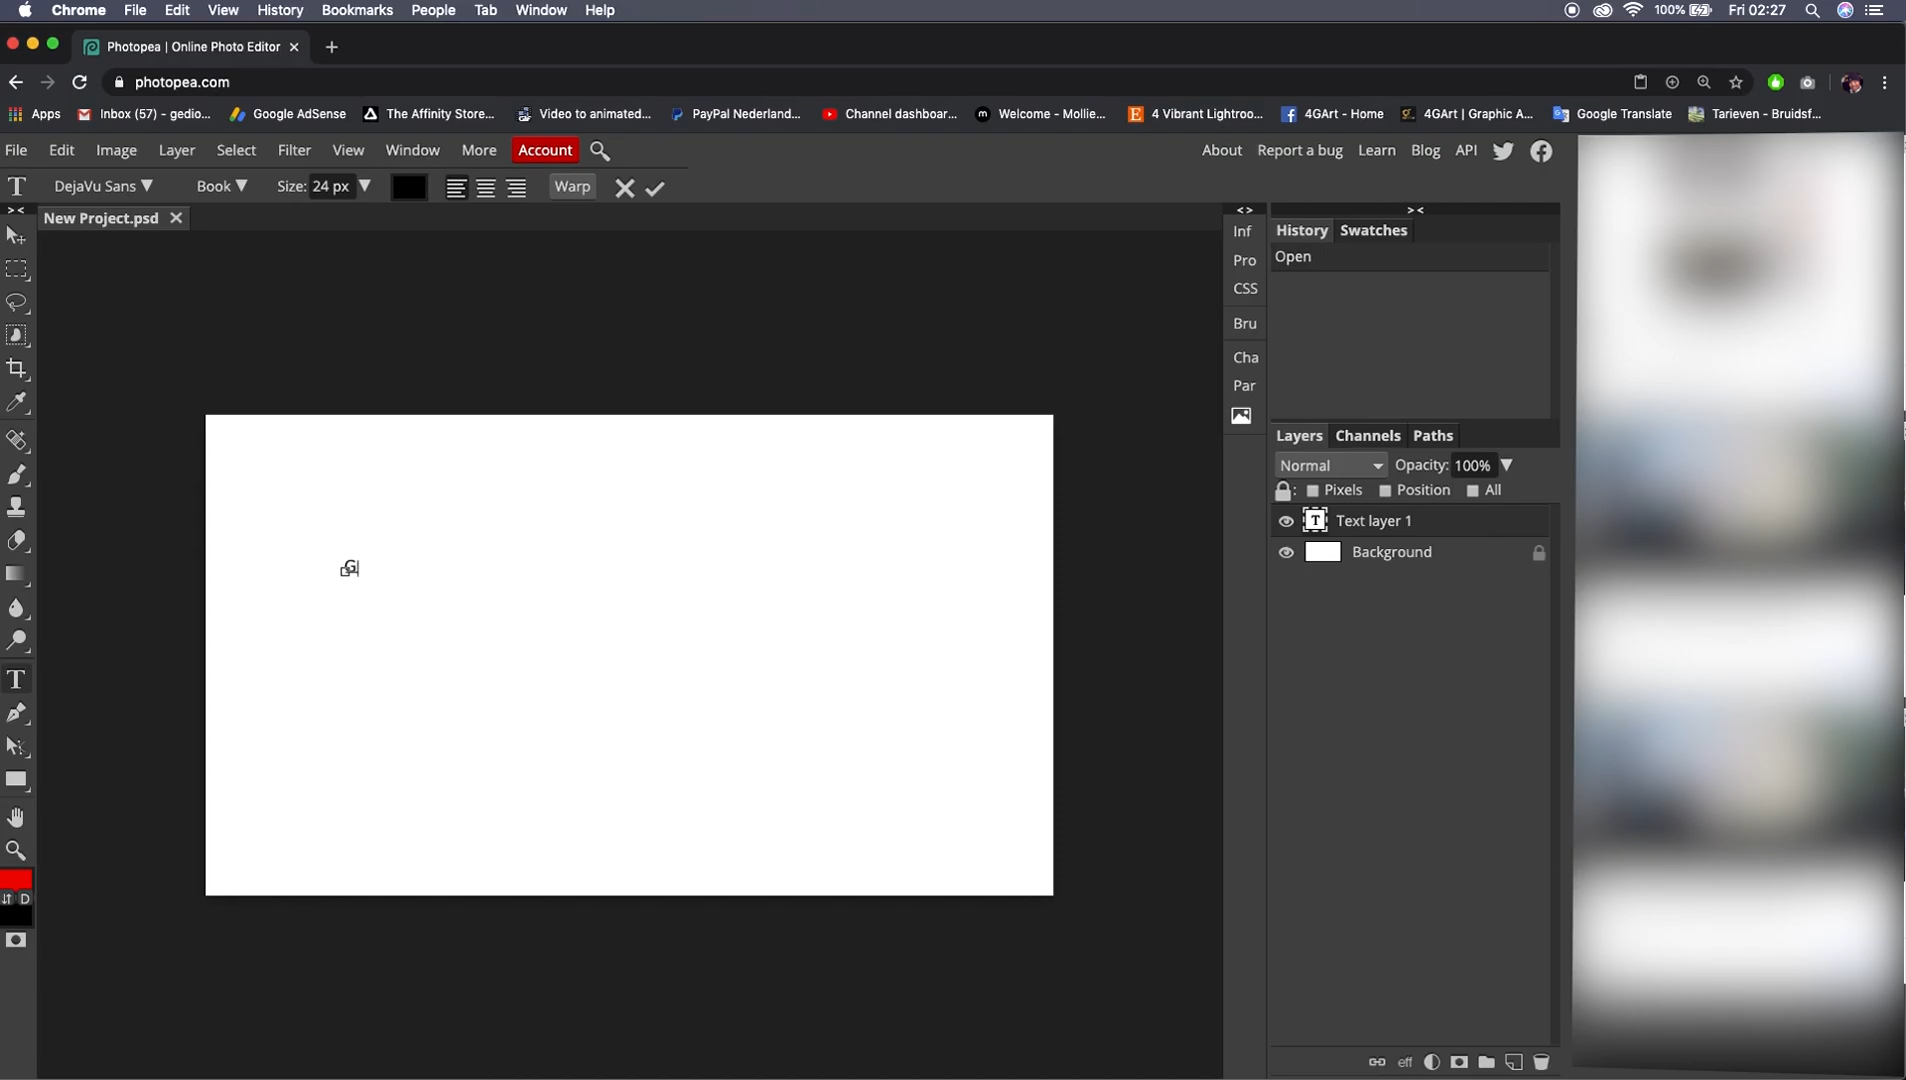 Chrome File Edit View History Bookmarks People Tab Window Help 100% Fri 02:27
Photopea | Online Photo Editor
photopea.com
Apps Inbox (57) - gedio... Google AdSense The Affinity Store... Video to animated... PayPal Nederland... Channel dashboar... Welcome - Mollie... 4 Vibrant Lightroo... 4GArt - Home 4GArt | Graphic A... Google Translate Tarieven - Bruidsf...
File Edit Image Layer Select Filter View Window More Account About Report a bug Learn Blog API
T DejaVu Sans Book Size: 24 px Warp
New Project.psd
Inf
Pro
CSS
Bru
Cha
Par
History Swatches
Open
Layers Channels Paths
Normal Opacity: 100%
: Pixels Position All
T Text layer 1
Background
G
T
D
eff